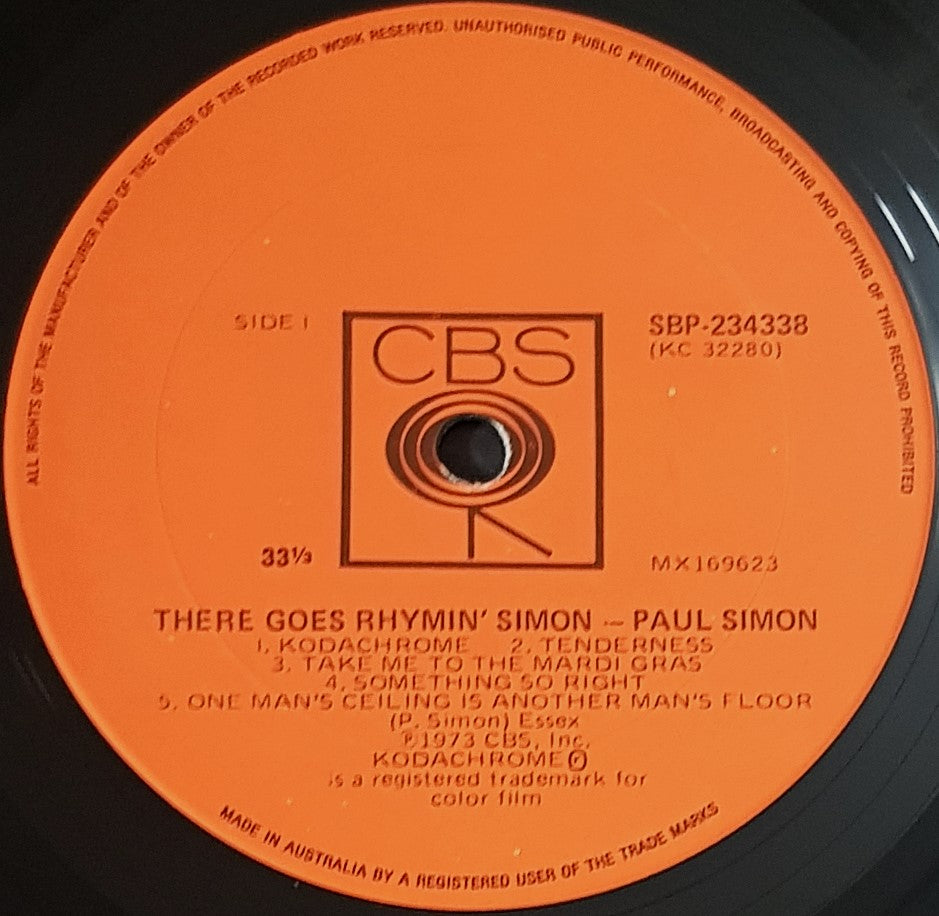 ALL RIGHTS OF THE MANUFACTURER AND OF THE OWNER OF THE RECORDED WORK RESERVED. UNAUTHORISED PUBLIC PERFORMANCE, BROADCASTING AND COPYING OF THIS RECORD PROHIBITED
SIDE 1
CBS
SBP-234338
(KC 32280)
33⅓
MX169623
THERE GOES RHYMIN' SIMON — PAUL SIMON
1. KODACHROME 2. TENDERNESS
3. TAKE ME TO THE MARDI GRAS
4. SOMETHING SO RIGHT
5. ONE MAN'S CEILING IS ANOTHER MAN'S FLOOR
(P. Simon) Essex
℗1973 CBS, Inc.
KODACHROME®
is a registered trademark for
color film
MADE IN AUSTRALIA BY A REGISTERED USER OF THE TRADE MARKS